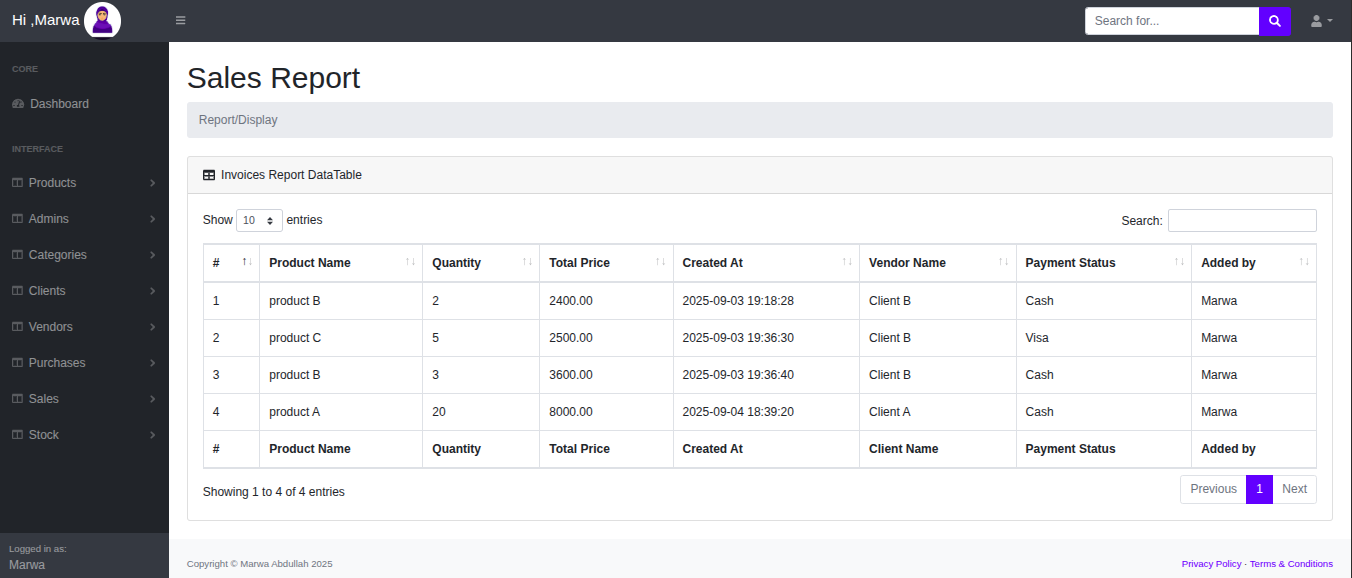 Hi ,Marwa
Search for...
CORE
Dashboard
INTERFACE
Products
Admins
Categories
Clients
Vendors
Purchases
Sales
Stock
Logged in as:
Marwa
Sales Report
Report/Display
Invoices Report DataTable
Show 10 entries Search:
# Product Name Quantity Total Price Created At Vendor Name Payment Status Added by
1 product B 2 2400.00 2025-09-03 19:18:28 Client B Cash Marwa
2 product C 5 2500.00 2025-09-03 19:36:30 Client B Visa Marwa
3 product B 3 3600.00 2025-09-03 19:36:40 Client B Cash Marwa
4 product A 20 8000.00 2025-09-04 18:39:20 Client A Cash Marwa
# Product Name Quantity Total Price Created At Client Name Payment Status Added by
Showing 1 to 4 of 4 entries Previous 1 Next
Copyright © Marwa Abdullah 2025 Privacy Policy · Terms & Conditions